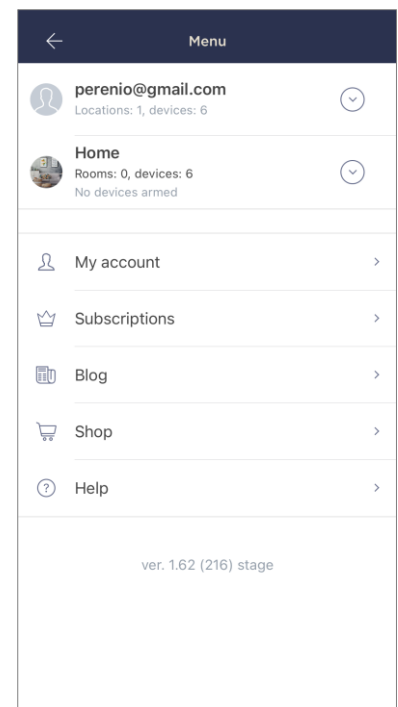 Menu
perenio@gmail.com
Locations: 1, devices: 6
Home
Rooms: 0, devices: 6
No devices armed
My account
Subscriptions
Blog
Shop
Help
ver. 1.62 (216) stage